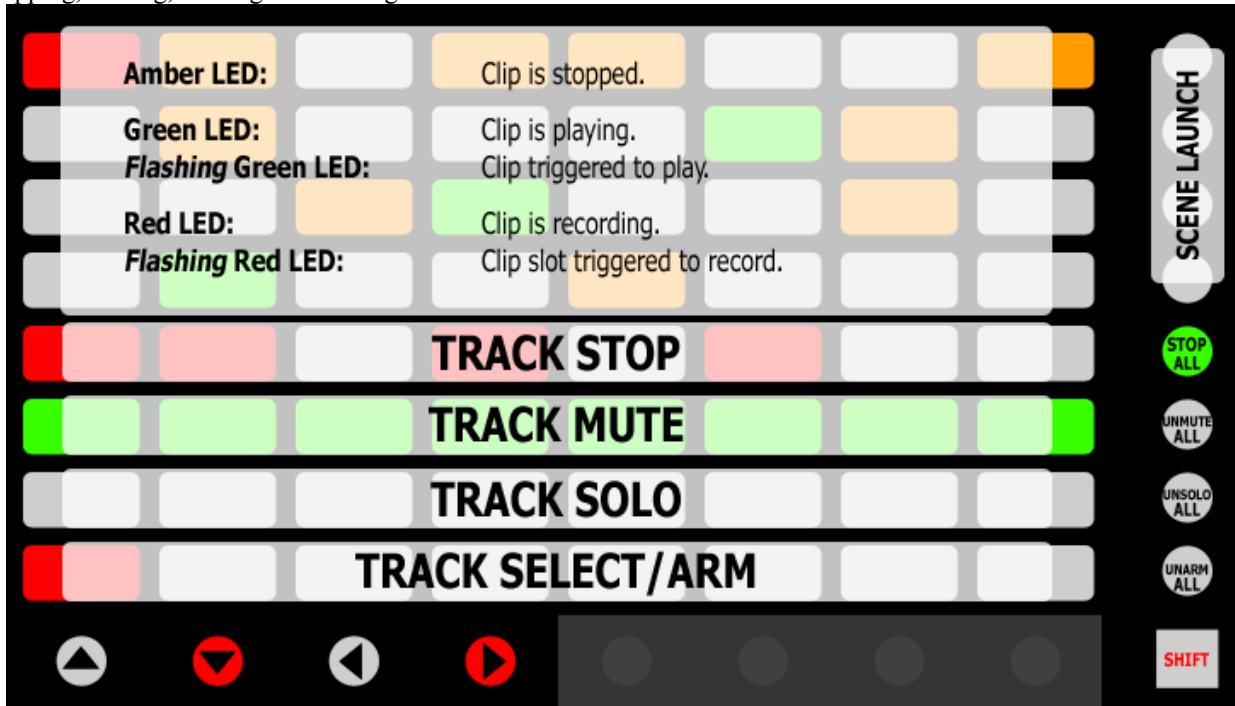 Amber LED: Clip is stopped.
Green LED: Clip is playing.
Flashing Green LED: Clip triggered to play.
Red LED: Clip is recording.
Flashing Red LED: Clip slot triggered to record.
SCENE LAUNCH
TRACK STOP
STOP
ALL
TRACK MUTE
UNMUTE
ALL
TRACK SOLO
UNSOLO
ALL
TRACK SELECT/ARM
UNARM
ALL
SHIFT